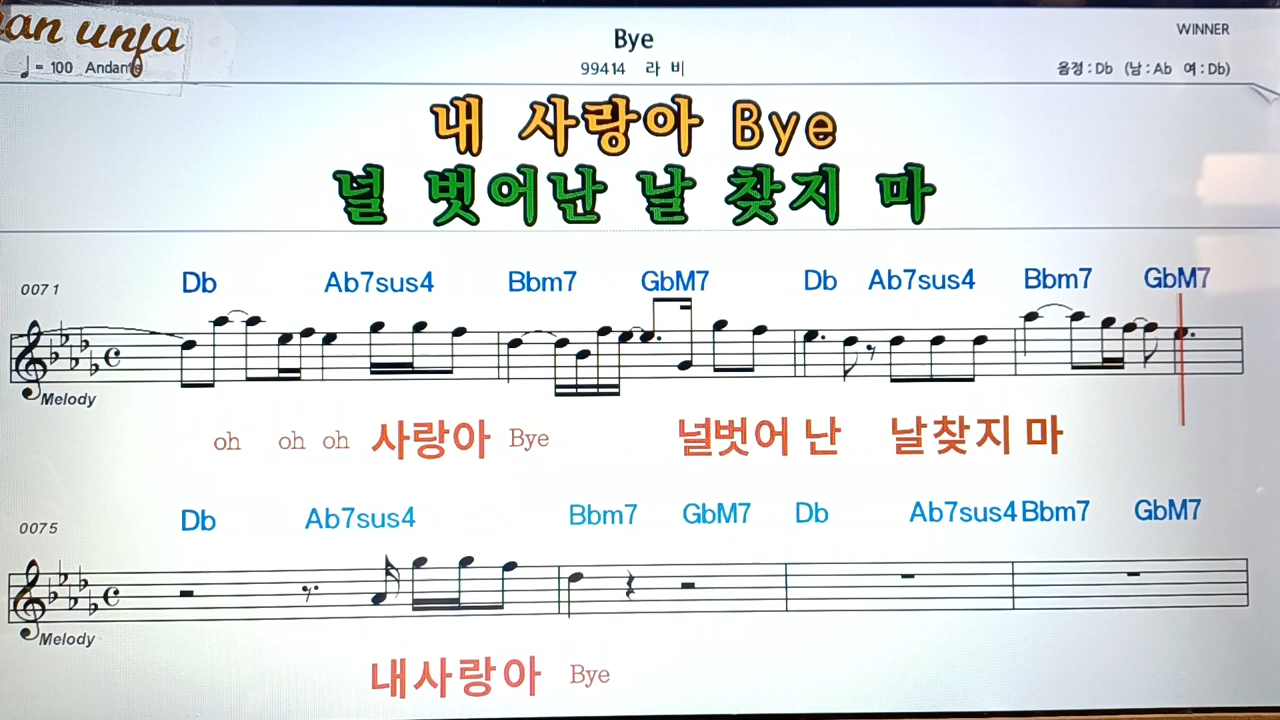 an unja
Bye
WINNER
♩= 100 Andante
99414 라 비
음정 : Db (남 : Ab 여 : Db)
내 사랑아 Bye
널 벗어난 날 찾지 마
0071
Db Ab7sus4 Bbm7 GbM7 Db Ab7sus4 Bbm7 GbM7
Melody
oh oh oh 사랑아 Bye 널벗어 난 날찾지 마
0075
Db Ab7sus4 Bbm7 GbM7 Db Ab7sus4 Bbm7 GbM7
Melody
내사랑아 Bye